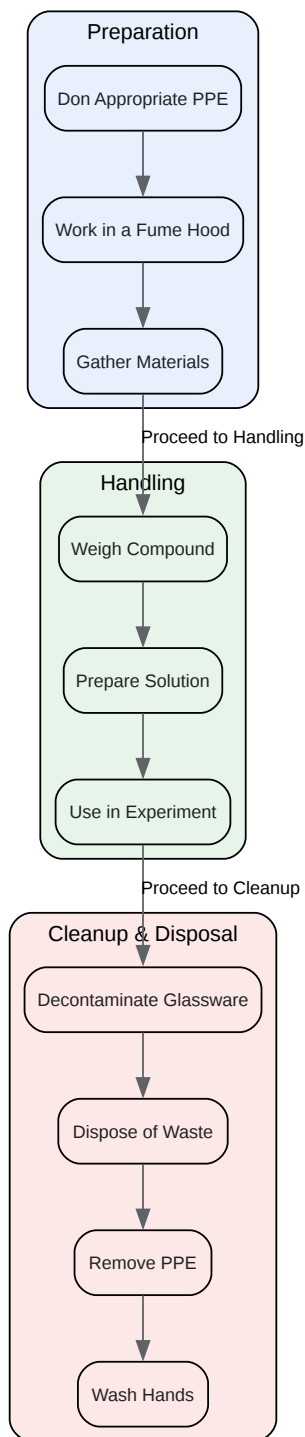 Preparation
Don Appropriate PPE
Work in a Fume Hood
Gather Materials
Proceed to Handling
Handling
Weigh Compound
Prepare Solution
Use in Experiment
Proceed to Cleanup
Cleanup & Disposal
Decontaminate Glassware
Dispose of Waste
Remove PPE
Wash Hands